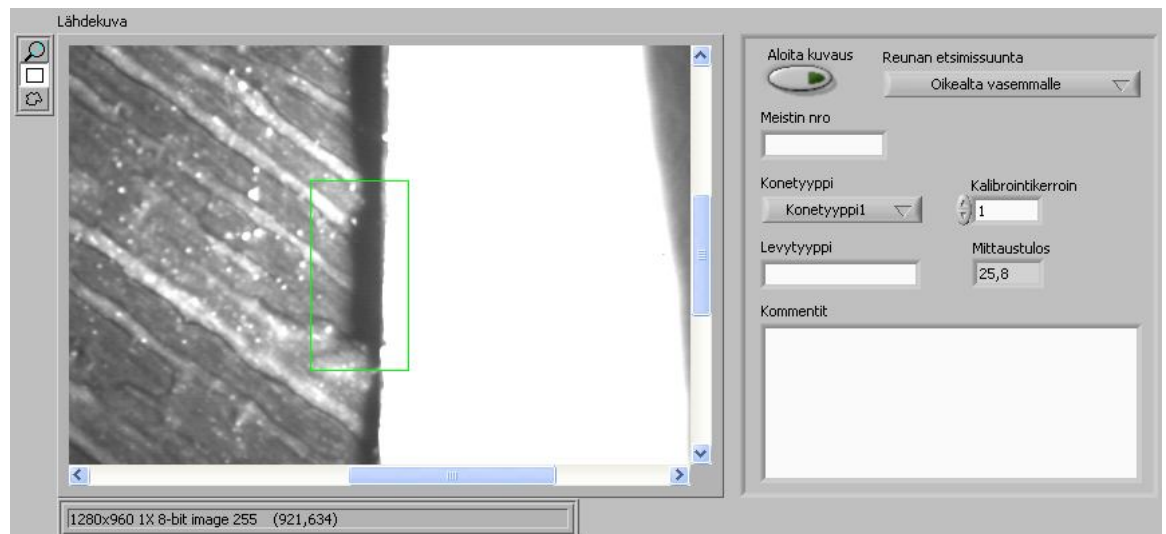 Lähdekuva
Aloita kuvaus
Reunan etsimissuunta
Oikealta vasemmalle
Meistin nro
Konetyyppi
Kalibrointikerroin
Konetyyppi1
1
Levytyyppi
Mittaustulos
25,8
Kommentit
1280x960 1X 8-bit image 255 (921,634)